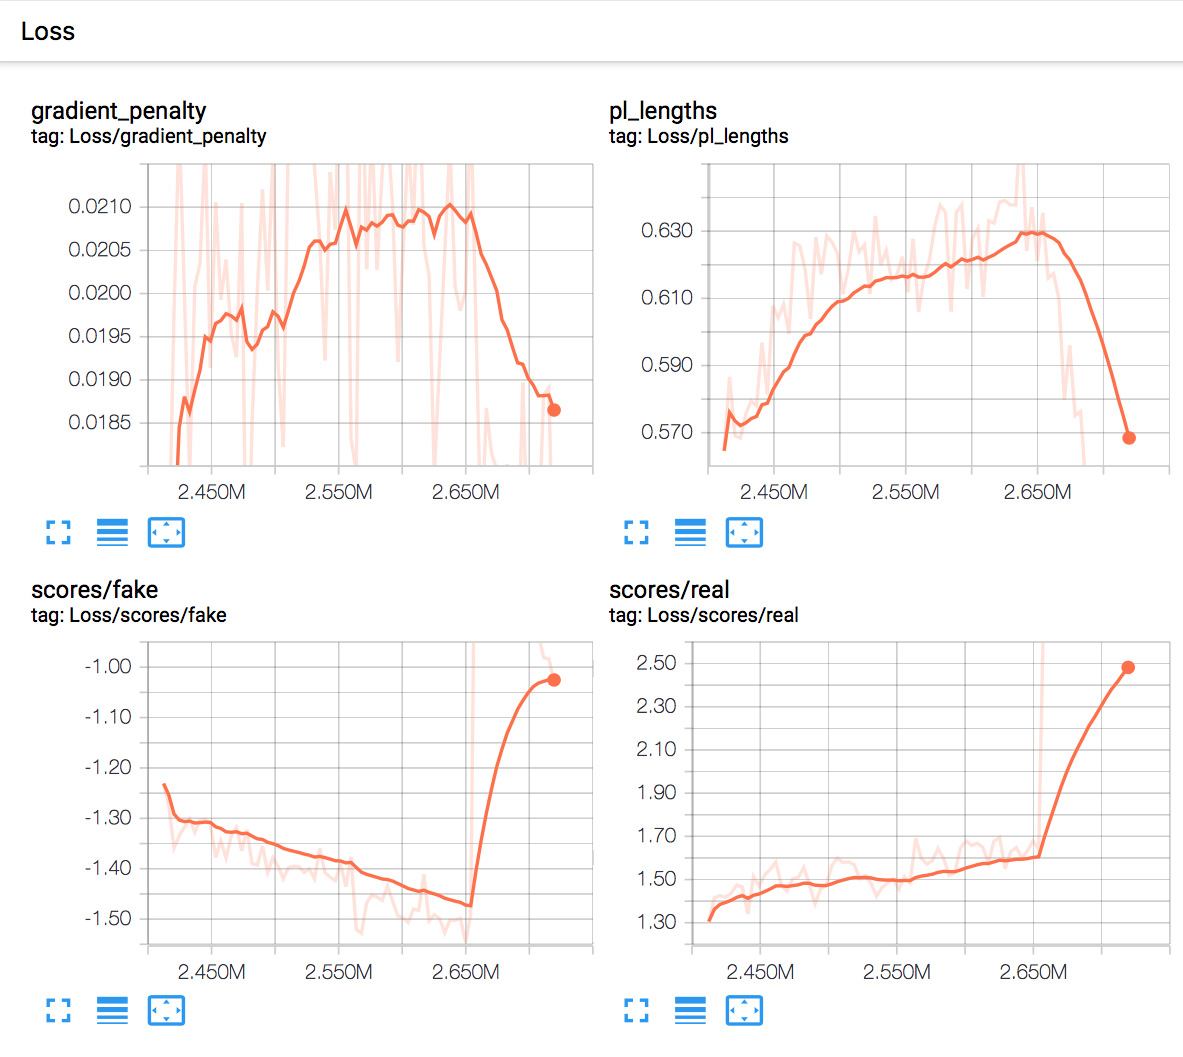 Loss
gradient_penalty
tag: Loss/gradient_penalty
0.0210
0.0205
0.0200
0.0195
0.0190
0.0185
2.450M 2.550M 2.650M
pl_lengths
tag: Loss/pl_lengths
0.630
0.610
0.590
0.570
2.450M 2.550M 2.650M
scores/fake
tag: Loss/scores/fake
-1.00
-1.10
-1.20
-1.30
-1.40
-1.50
2.450M 2.550M 2.650M
scores/real
tag: Loss/scores/real
2.50
2.30
2.10
1.90
1.70
1.50
1.30
2.450M 2.550M 2.650M